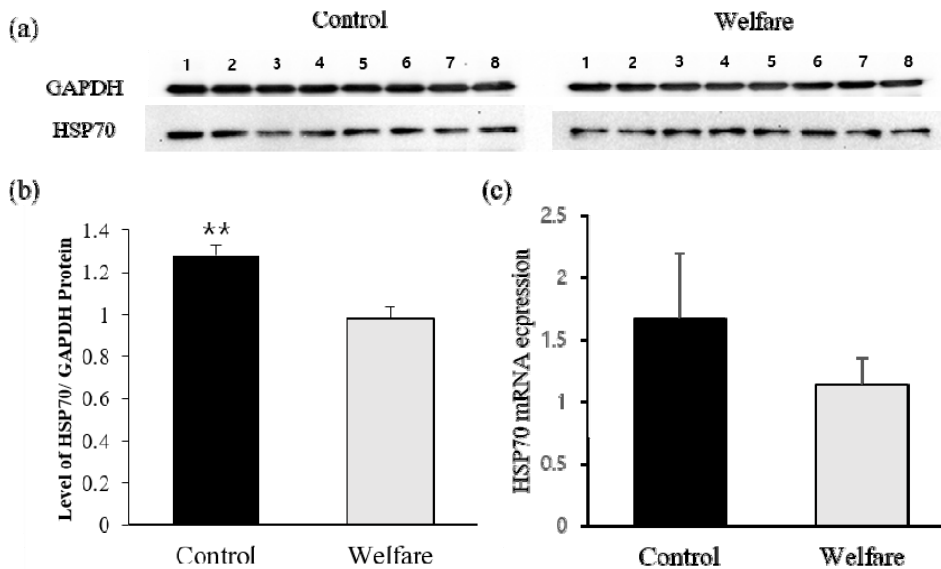 (a)
Control
Welfare
1 2 3 4 5 6 7 8
1 2 3 4 5 6 7 8
GAPDH
HSP70
(b)
Level of HSP70/ GAPDH Protein
1.4
1.2
1
0.8
0.6
0.4
0.2
0
**
Control
Welfare
(c)
HSP70 mRNA ecpression
2.5
2
1.5
1
0.5
0
Control
Welfare